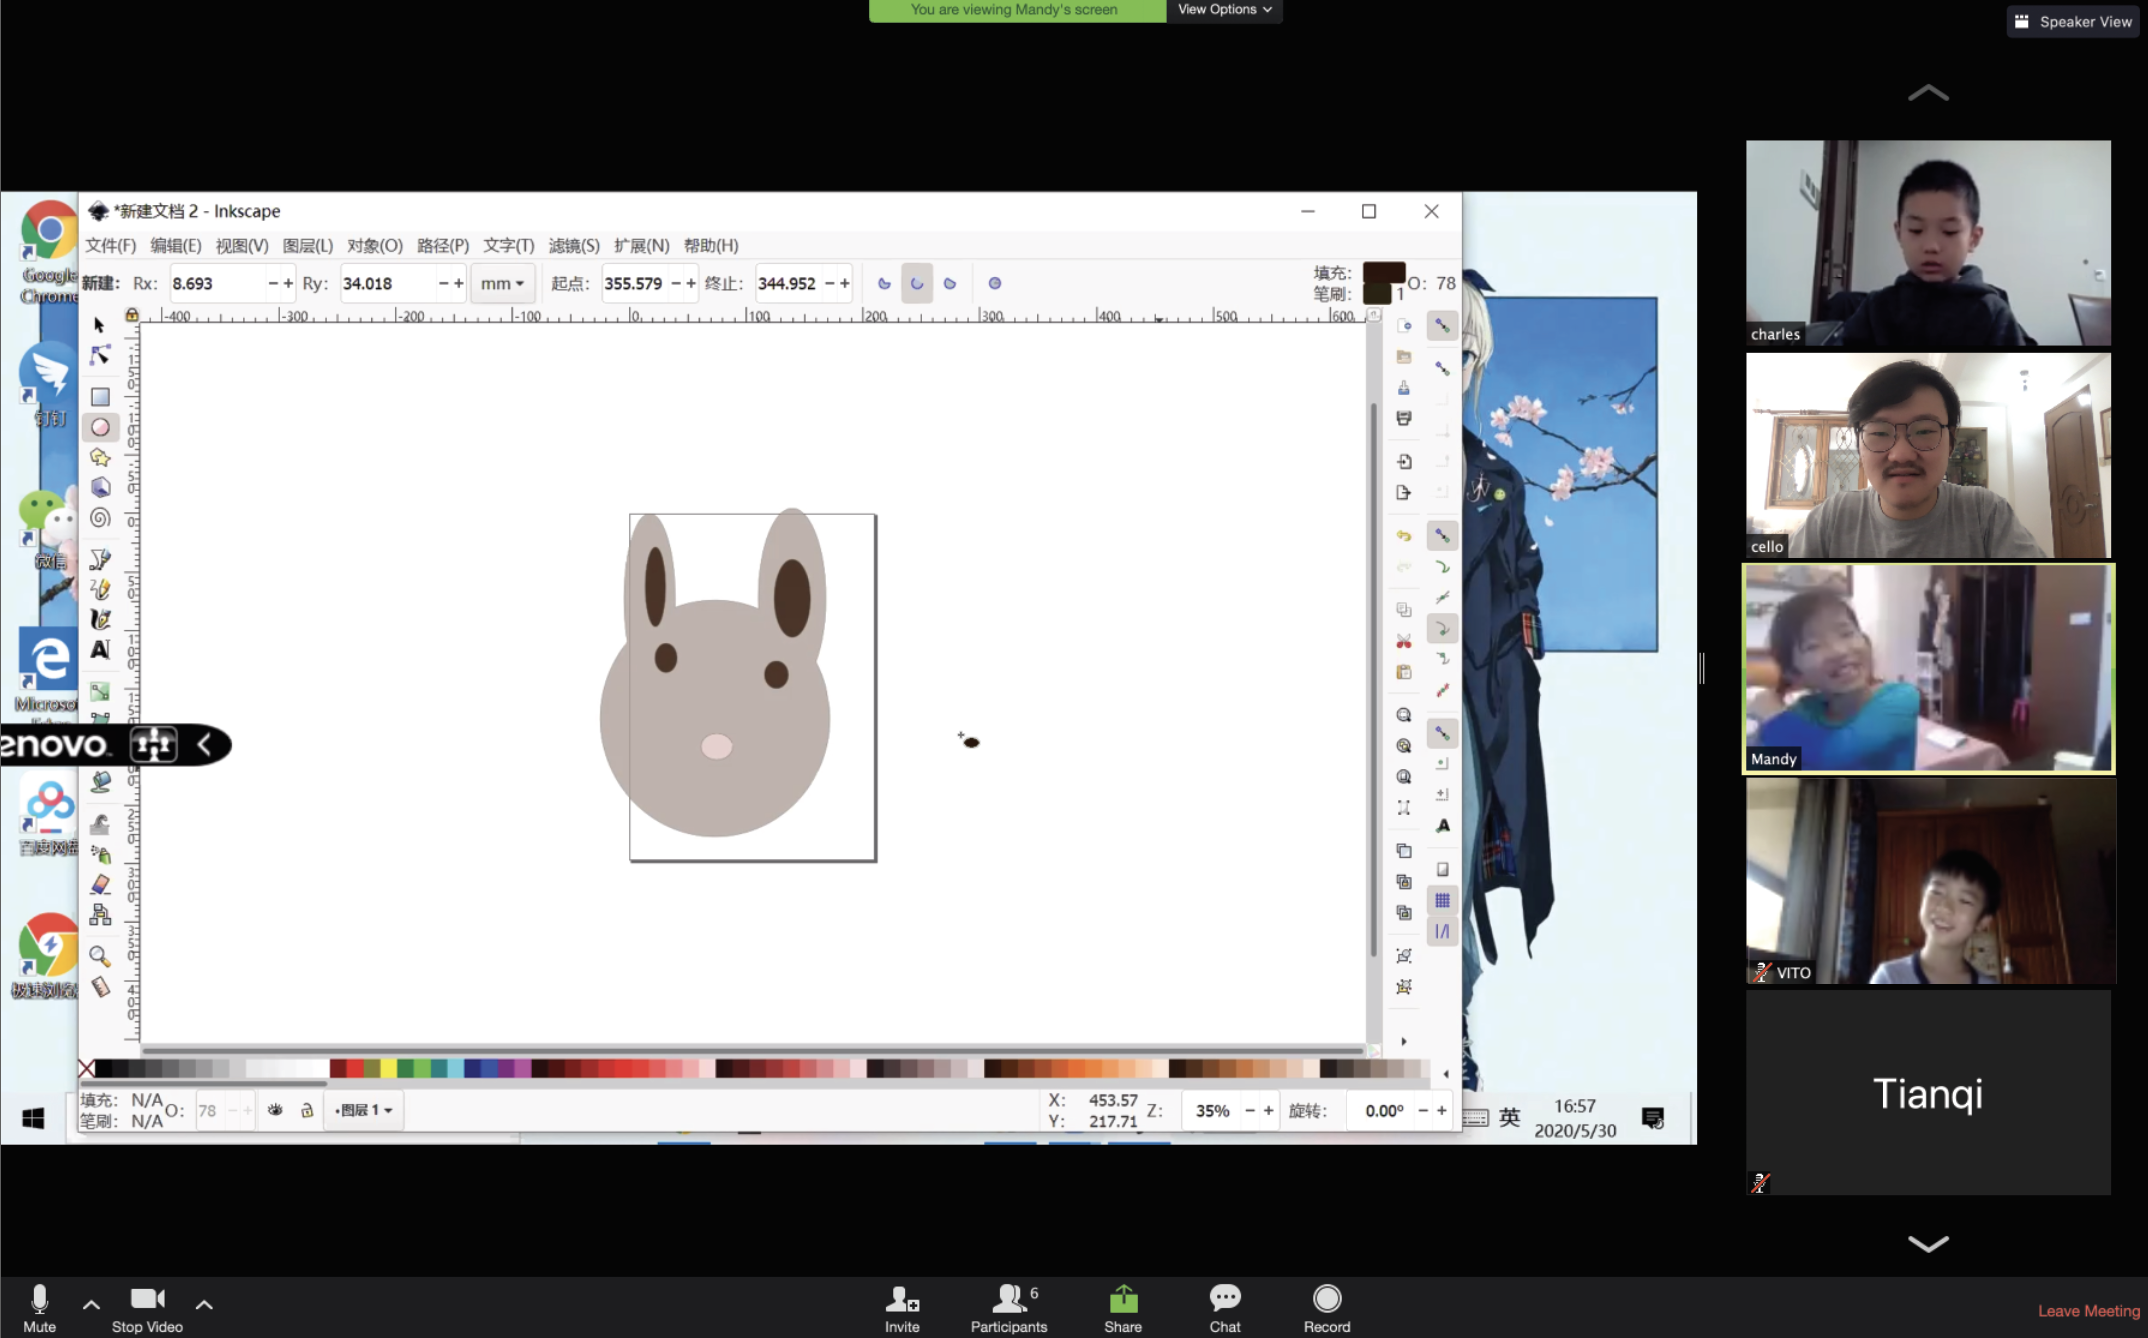 You are viewing Mandy's screen
View Options
Speaker View
*新建文档 2 - Inkscape
文件(F) 编辑(E) 视图(V) 图层(L) 对象(O) 路径(P) 文字(T) 滤镜(S) 扩展(N) 帮助(H)
新建: Rx: 8.693 − + Ry: 34.018 − + mm 起点: 355.579 − + 终止: 344.952 − +
填充:
笔刷: 1 O: 78
-400 -300 -200 -100 0 100 200 300 400 500 600
Google Chrome
钉钉
微信
Microso
enovo
百度网盘
极速浏览
填充: N/A
笔刷: N/A
O: 78 − +
图层 1
X: 453.57
Y: 217.71
Z: 35% − +
旋转: 0.00° − +
英
16:57
2020/5/30
charles
cello
Mandy
VITO
Tianqi
Mute
Stop Video
Invite
Participants 6
Share
Chat
Record
Leave Meeting